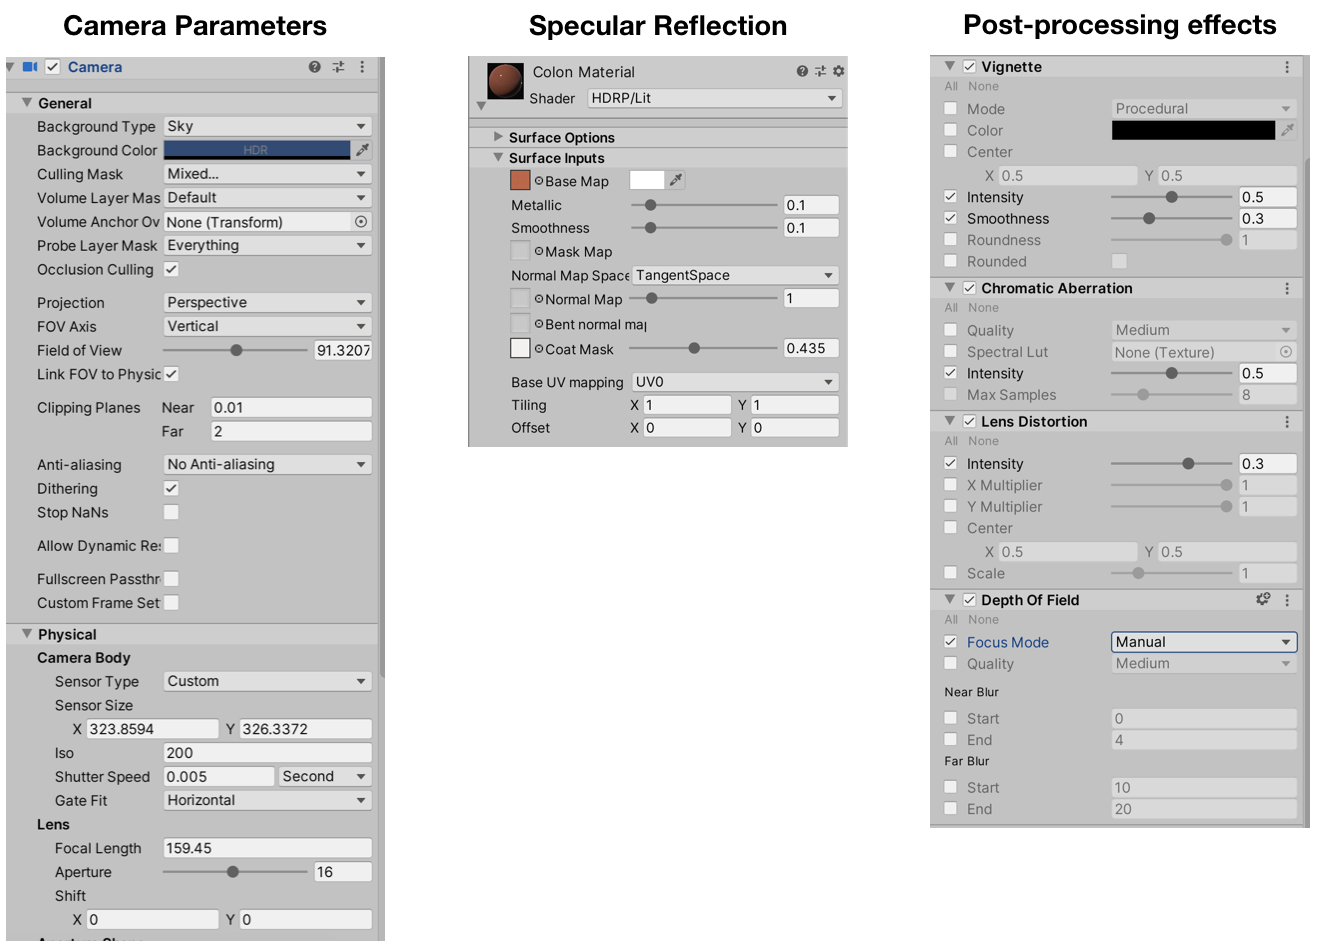 Camera Parameters
Camera
General
Background Type Sky
Background Color HDR
Culling Mask Mixed...
Volume Layer Mas Default
Volume Anchor Ov None (Transform)
Probe Layer Mask Everything
Occlusion Culling
Projection Perspective
FOV Axis Vertical
Field of View 91.3207
Link FOV to Physic
Clipping Planes Near 0.01
Far 2
Anti-aliasing No Anti-aliasing
Dithering
Stop NaNs
Allow Dynamic Re
Fullscreen Passthr
Custom Frame Set
Physical
Camera Body
Sensor Type Custom
Sensor Size
X 323.8594 Y 326.3372
Iso 200
Shutter Speed 0.005 Second
Gate Fit Horizontal
Lens
Focal Length 159.45
Aperture 16
Shift
X 0 Y 0
Specular Reflection
Colon Material
Shader HDRP/Lit
Surface Options
Surface Inputs
Base Map
Metallic 0.1
Smoothness 0.1
Mask Map
Normal Map Space TangentSpace
Normal Map 1
Bent normal map
Coat Mask 0.435
Base UV mapping UV0
Tiling X 1 Y 1
Offset X 0 Y 0
Post-processing effects
Vignette
All None
Mode Procedural
Color
Center
X 0.5 Y 0.5
Intensity 0.5
Smoothness 0.3
Roundness 1
Rounded
Chromatic Aberration
All None
Quality Medium
Spectral Lut None (Texture)
Intensity 0.5
Max Samples 8
Lens Distortion
All None
Intensity 0.3
X Multiplier 1
Y Multiplier 1
Center
X 0.5 Y 0.5
Scale 1
Depth Of Field
All None
Focus Mode Manual
Quality Medium
Near Blur
Start 0
End 4
Far Blur
Start 10
End 20